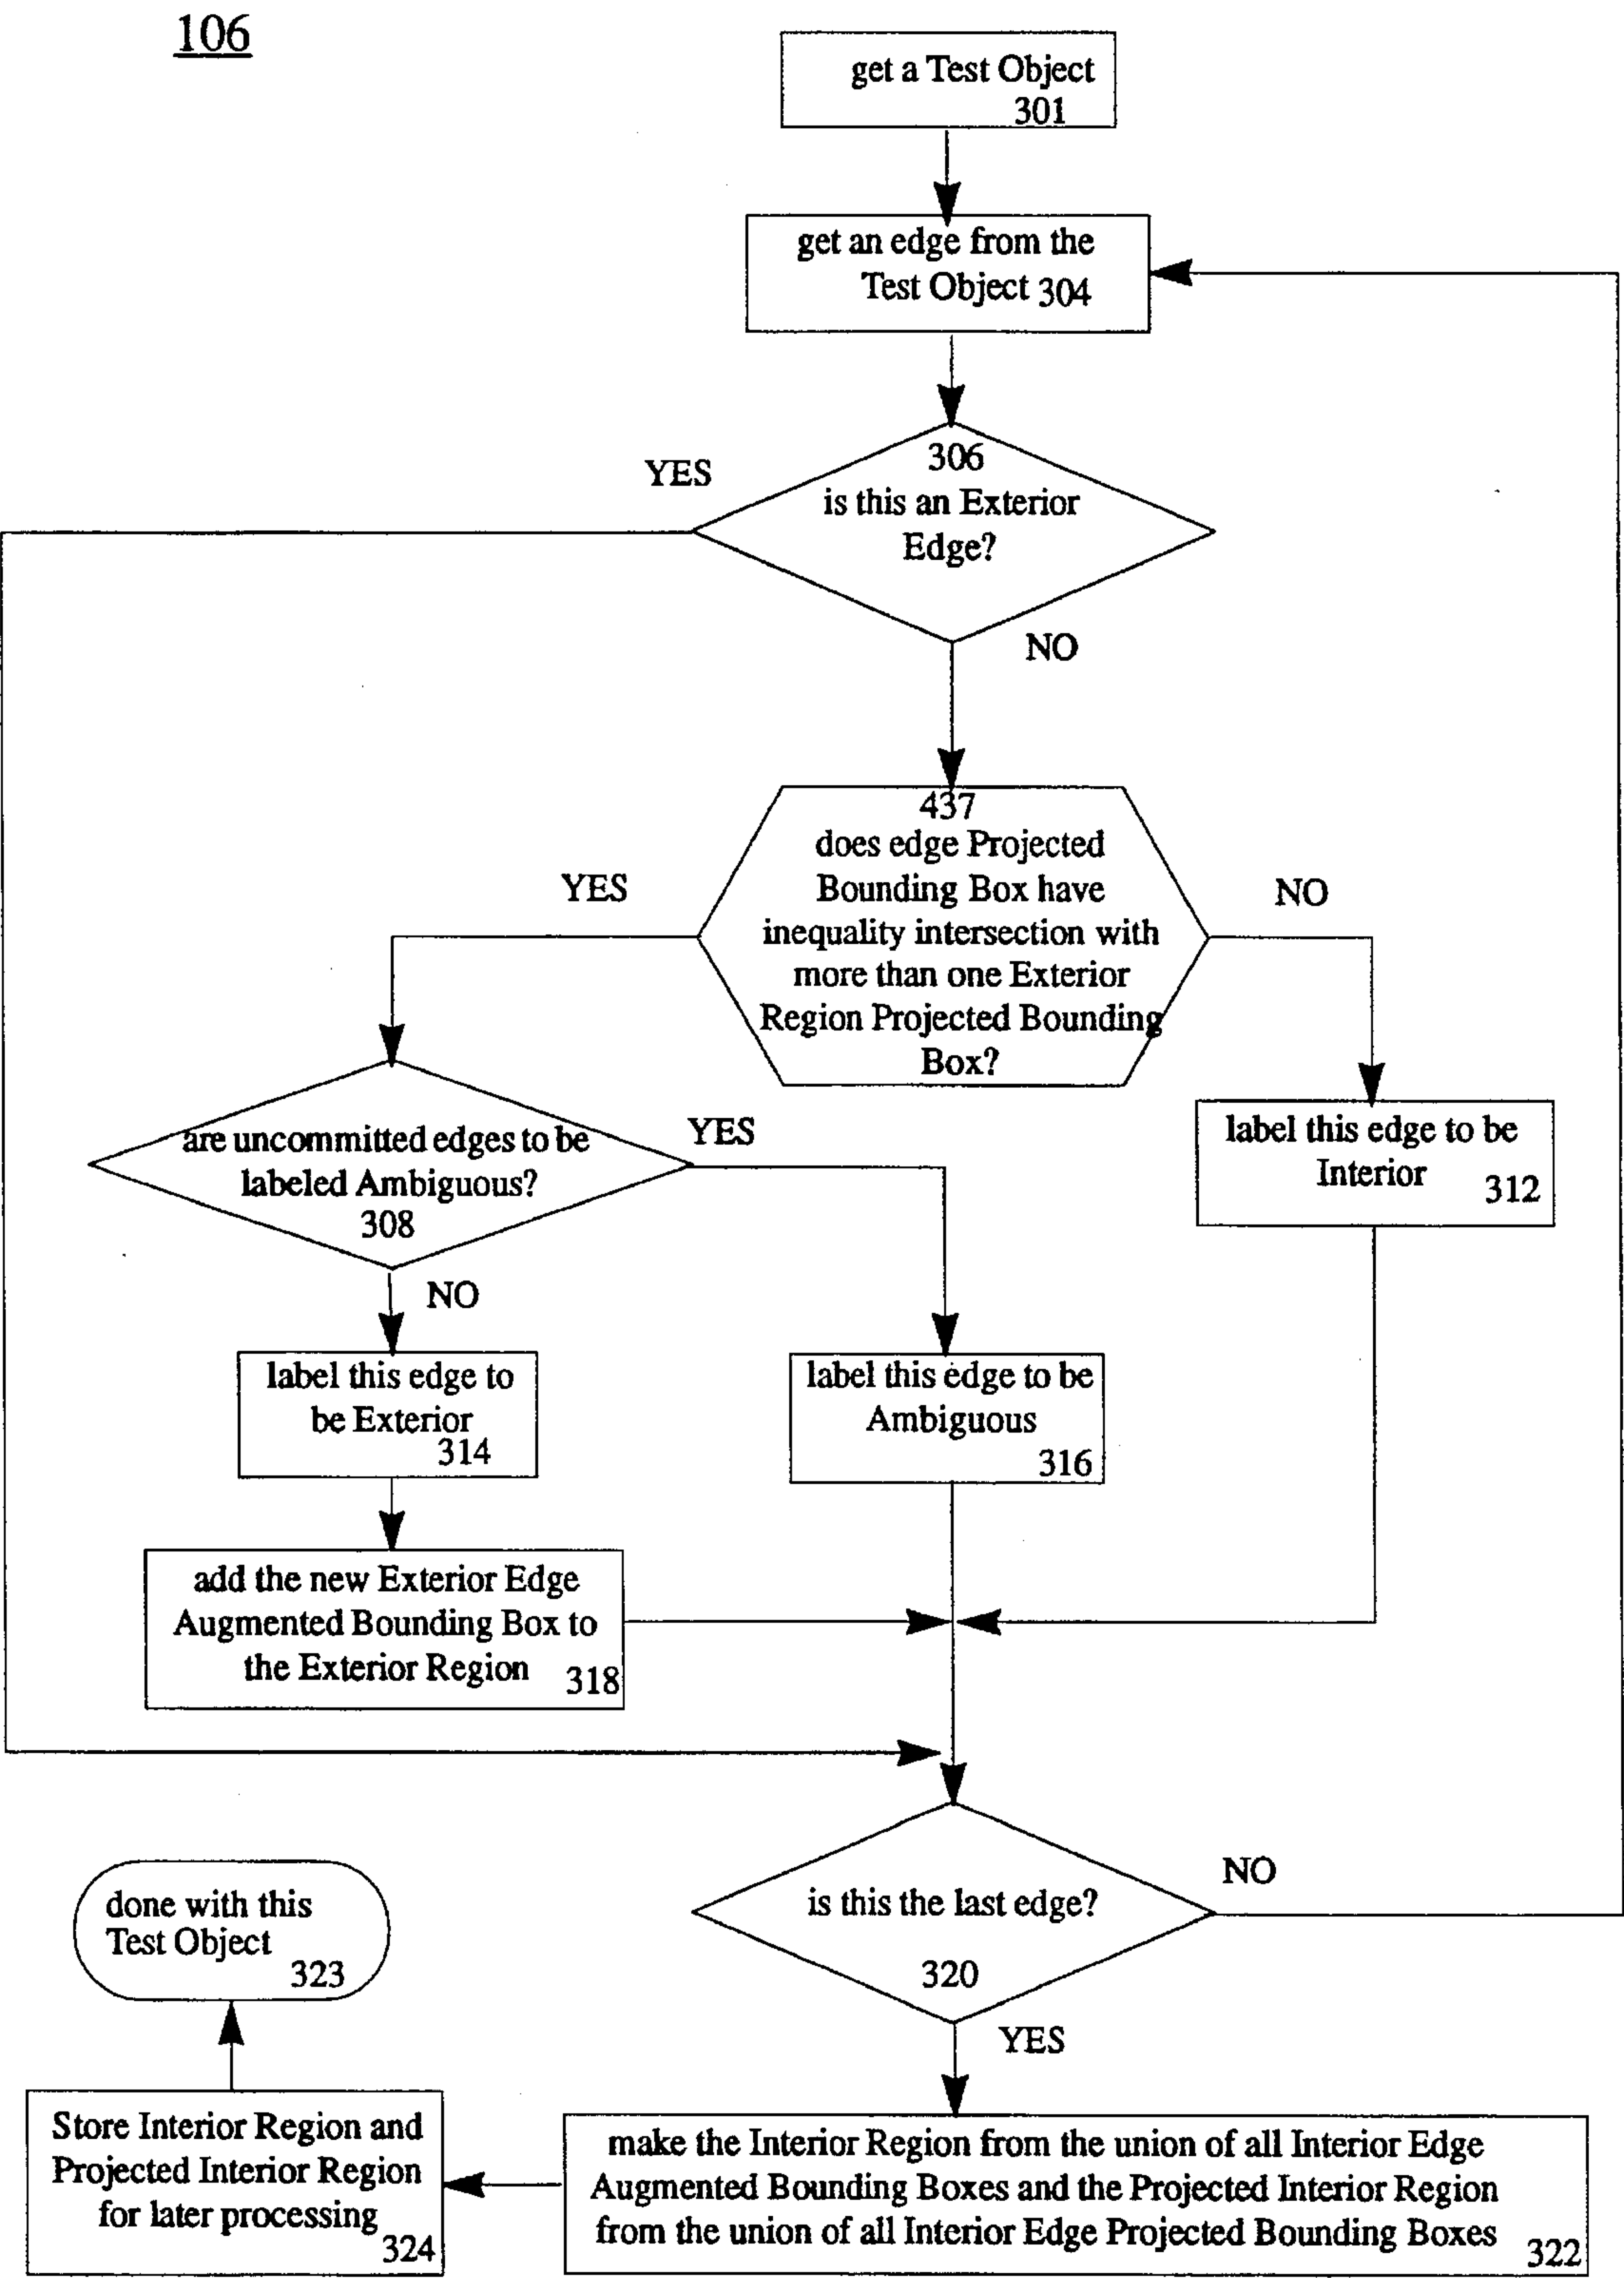 106
get a Test Object
301
get an edge from the
Test Object 304
YES
306
is this an Exterior
Edge?
NO
437
does edge Projected
Bounding Box have
inequality intersection with
more than one Exterior
Region Projected Bounding
Box?
YES
NO
are uncommitted edges to be
labeled Ambiguous?
308
YES
label this edge to be
Interior
312
NO
label this edge to
be Exterior
314
label this edge to be
Ambiguous
316
add the new Exterior Edge
Augmented Bounding Box to
the Exterior Region
318
is this the last edge?
320
NO
YES
done with this
Test Object
323
Store Interior Region and
Projected Interior Region
for later processing
324
make the Interior Region from the union of all Interior Edge
Augmented Bounding Boxes and the Projected Interior Region
from the union of all Interior Edge Projected Bounding Boxes
322